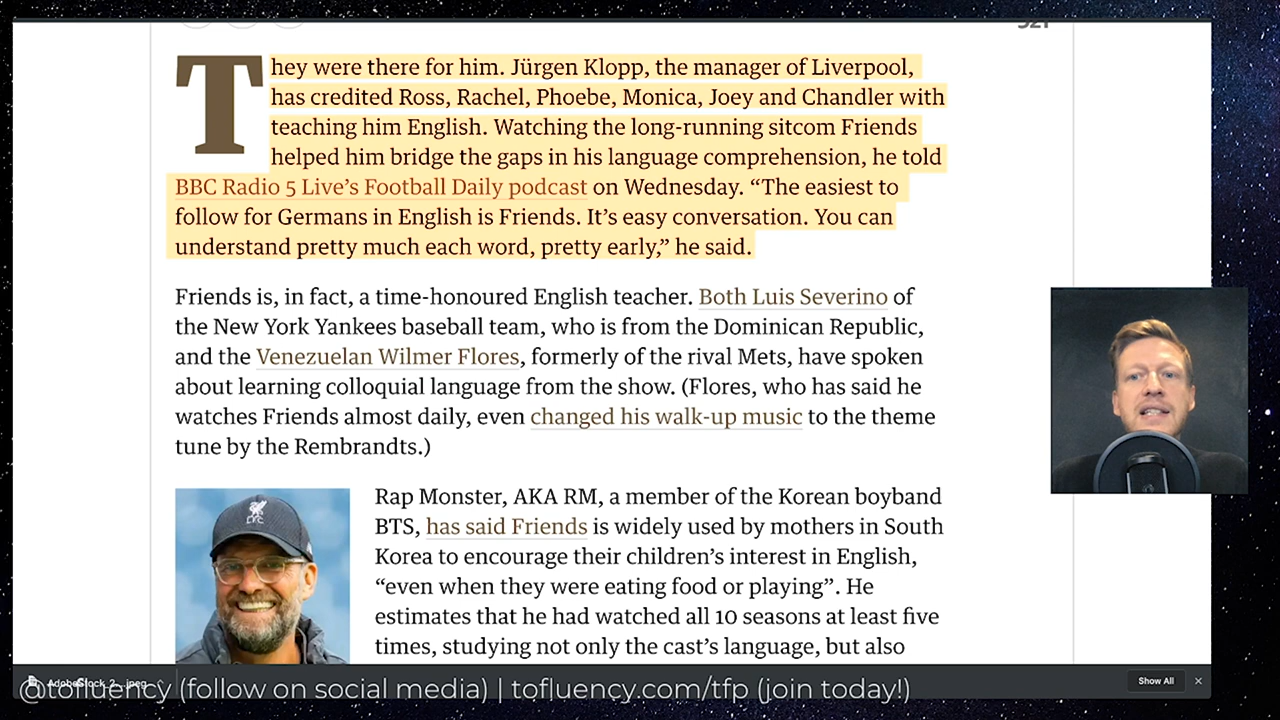 They were there for him. Jürgen Klopp, the manager of Liverpool,
has credited Ross, Rachel, Phoebe, Monica, Joey and Chandler with
teaching him English. Watching the long-running sitcom Friends
helped him bridge the gaps in his language comprehension, he told
BBC Radio 5 Live’s Football Daily podcast on Wednesday. “The easiest to
follow for Germans in English is Friends. It’s easy conversation. You can
understand pretty much each word, pretty early,” he said.
Friends is, in fact, a time-honoured English teacher. Both Luis Severino of
the New York Yankees baseball team, who is from the Dominican Republic,
and the Venezuelan Wilmer Flores, formerly of the rival Mets, have spoken
about learning colloquial language from the show. (Flores, who has said he
watches Friends almost daily, even changed his walk-up music to the theme
tune by the Rembrandts.)
Rap Monster, AKA RM, a member of the Korean boyband
BTS, has said Friends is widely used by mothers in South
Korea to encourage their children’s interest in English,
“even when they were eating food or playing”. He
estimates that he had watched all 10 seasons at least five
times, studying not only the cast’s language, but also
Show All
@tofluency (follow on social media) | tofluency.com/tfp (join today!)